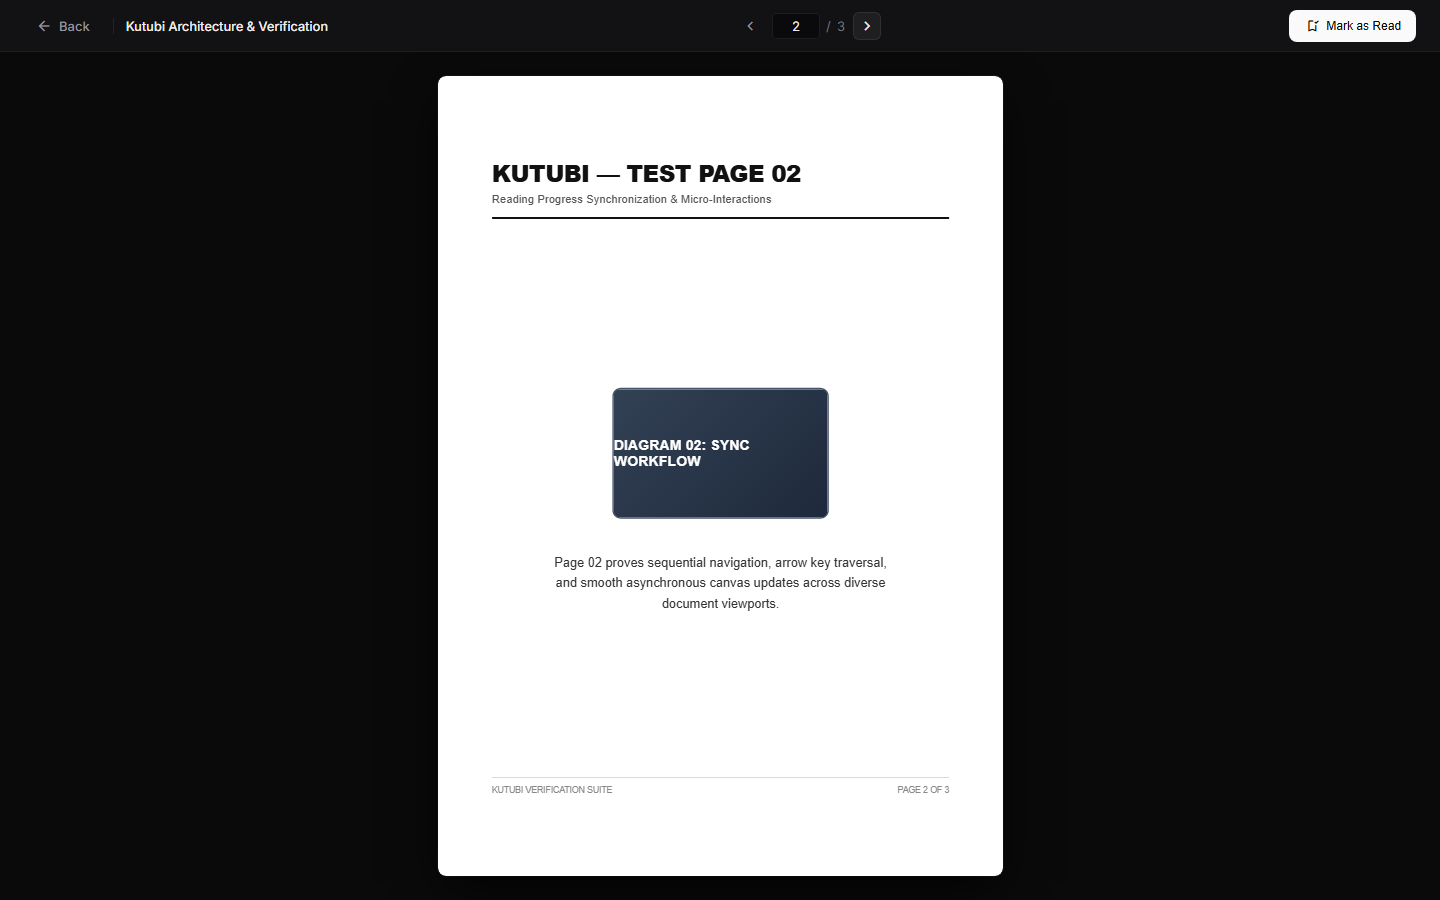 Back
Kutubi Architecture & Verification
2 / 3
Mark as Read
KUTUBI — TEST PAGE 02
Reading Progress Synchronization & Micro-Interactions
DIAGRAM 02: SYNC
WORKFLOW
Page 02 proves sequential navigation, arrow key traversal,
and smooth asynchronous canvas updates across diverse
document viewports.
KUTUBI VERIFICATION SUITE
PAGE 2 OF 3